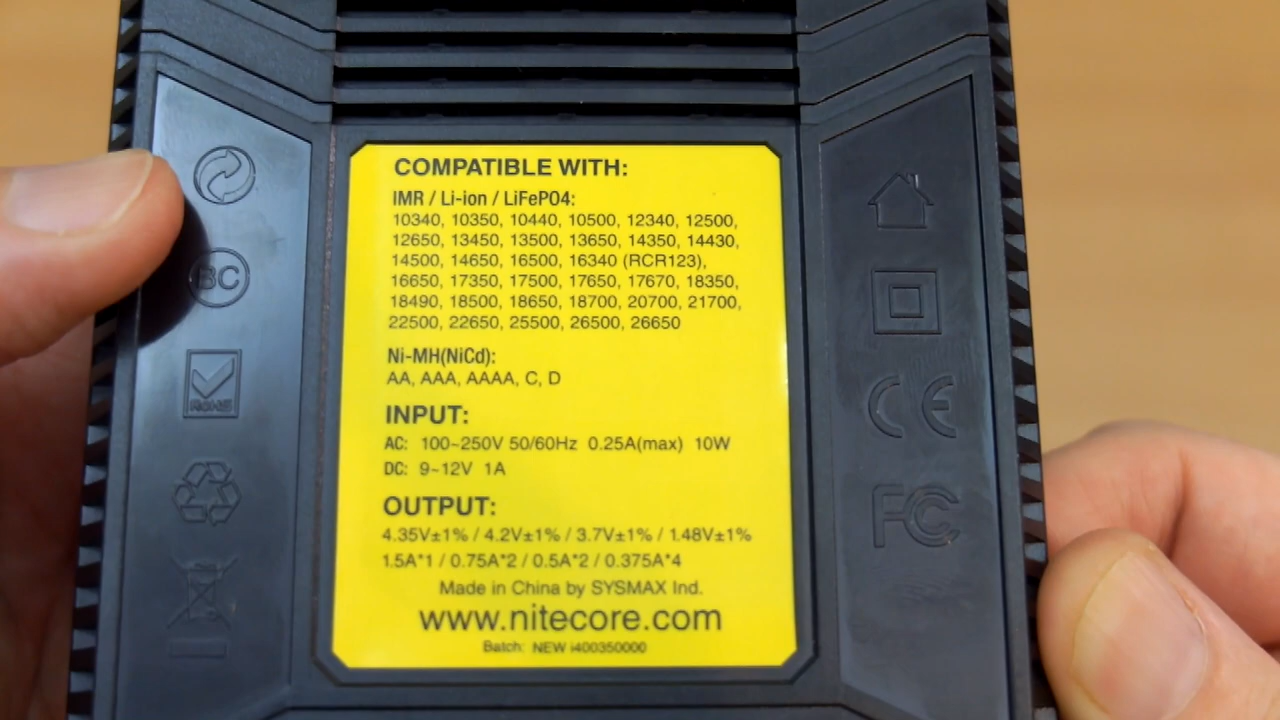 COMPATIBLE WITH:
IMR / Li-ion / LiFePO4:
10340, 10350, 10440, 10500, 12340, 12500,
12650, 13450, 13500, 13650, 14350, 14430,
14500, 14650, 16500, 16340 (RCR123),
16650, 17350, 17500, 17650, 17670, 18350,
18490, 18500, 18650, 18700, 20700, 21700,
22500, 22650, 25500, 26500, 26650
Ni-MH(NiCd):
AA, AAA, AAAA, C, D
INPUT:
AC: 100~250V 50/60Hz 0.25A(max) 10W
DC: 9~12V 1A
OUTPUT:
4.35V±1% / 4.2V±1% / 3.7V±1% / 1.48V±1%
1.5A*1 / 0.75A*2 / 0.5A*2 / 0.375A*4
Made in China by SYSMAX Ind.
www.nitecore.com
Batch: NEW i400350000
BC
ROHS
CE
FC